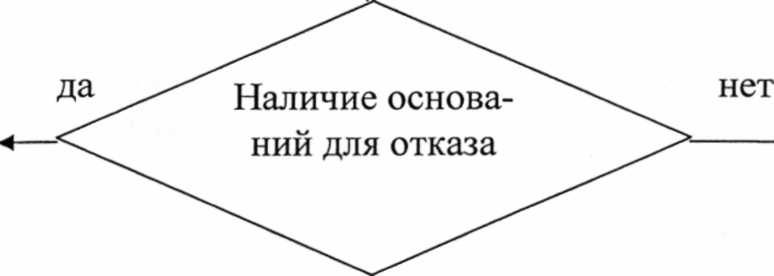 да
нет
Наличие основа-
ний для отказа